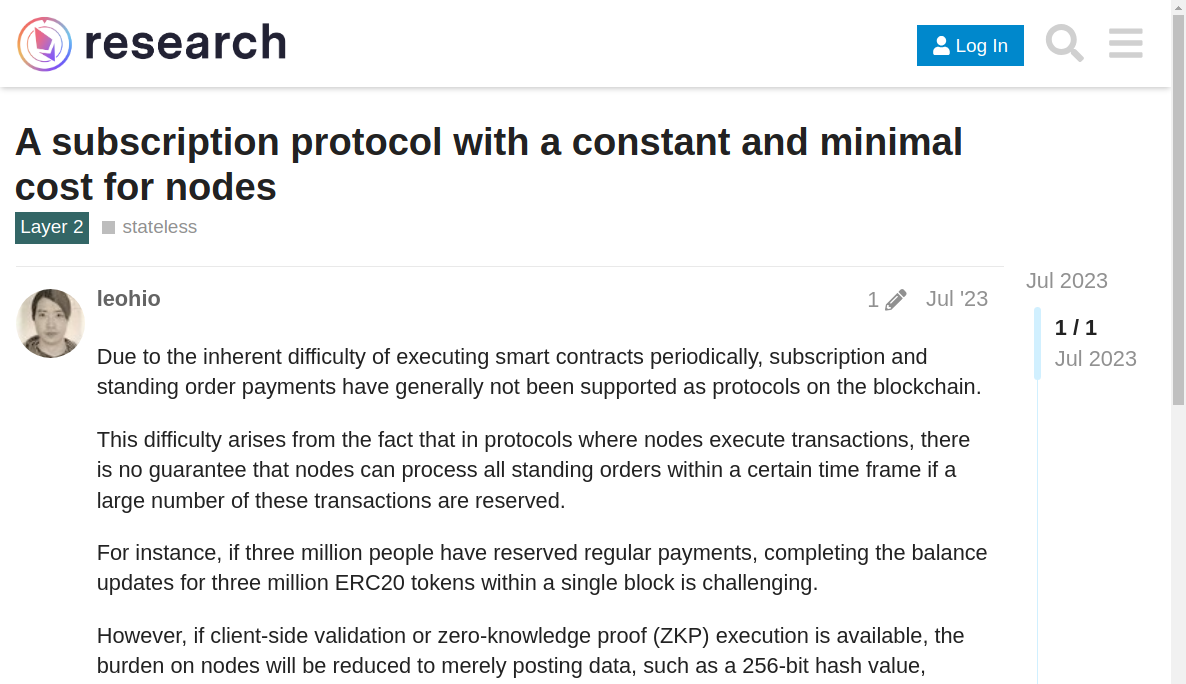 research
Log In
A subscription protocol with a constant and minimal
cost for nodes
Layer 2
stateless
leohio
1
Jul '23
Due to the inherent difficulty of executing smart contracts periodically, subscription and
standing order payments have generally not been supported as protocols on the blockchain.
This difficulty arises from the fact that in protocols where nodes execute transactions, there
is no guarantee that nodes can process all standing orders within a certain time frame if a
large number of these transactions are reserved.
For instance, if three million people have reserved regular payments, completing the balance
updates for three million ERC20 tokens within a single block is challenging.
However, if client-side validation or zero-knowledge proof (ZKP) execution is available, the
burden on nodes will be reduced to merely posting data, such as a 256-bit hash value,
Jul 2023
1 / 1
Jul 2023